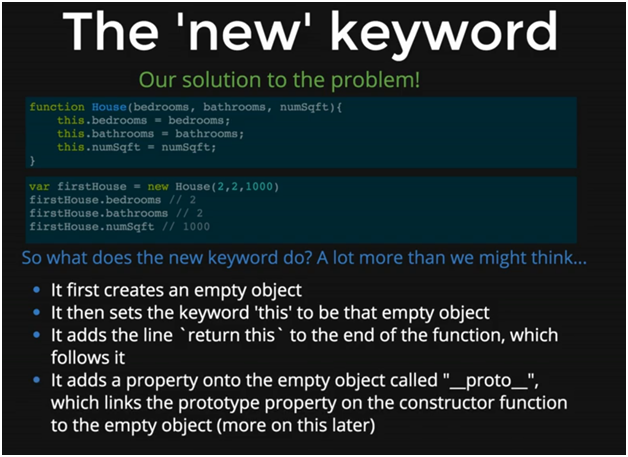 The 'new' keyword
Our solution to the problem!
function House(bedrooms, bathrooms, numSqft){
    this.bedrooms = bedrooms;
    this.bathrooms = bathrooms;
    this.numSqft = numSqft;
}
var firstHouse = new House(2,2,1000)
firstHouse.bedrooms // 2
firstHouse.bathrooms // 2
firstHouse.numSqft // 1000
So what does the new keyword do? A lot more than we might think...
• It first creates an empty object
• It then sets the keyword 'this' to be that empty object
• It adds the line `return this` to the end of the function, which
follows it
• It adds a property onto the empty object called "__proto__",
which links the prototype property on the constructor function
to the empty object (more on this later)